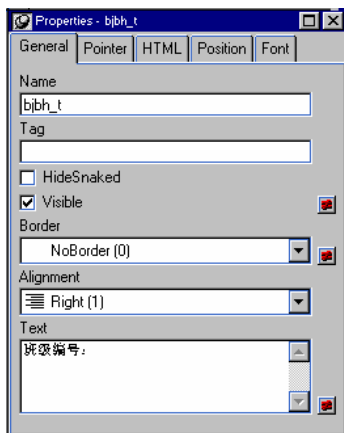 Properties - bjbh_t
General Pointer HTML Position Font
Name
bjbh_t
Tag
HideSnaked
Visible
Border
NoBorder (0)
Alignment
Right (1)
Text
班级编号: